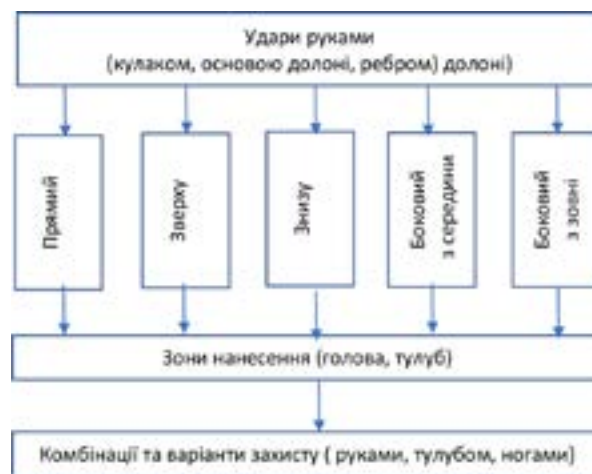 Удари руками
(кулаком, основою долоні, ребром) долоні)
Прямий
Зверху
Знизу
Боковий
з середини
Боковий
з зовні
Зони нанесення (голова, тулуб)
Комбінації та варіанти захисту ( руками, тулубом, ногами)